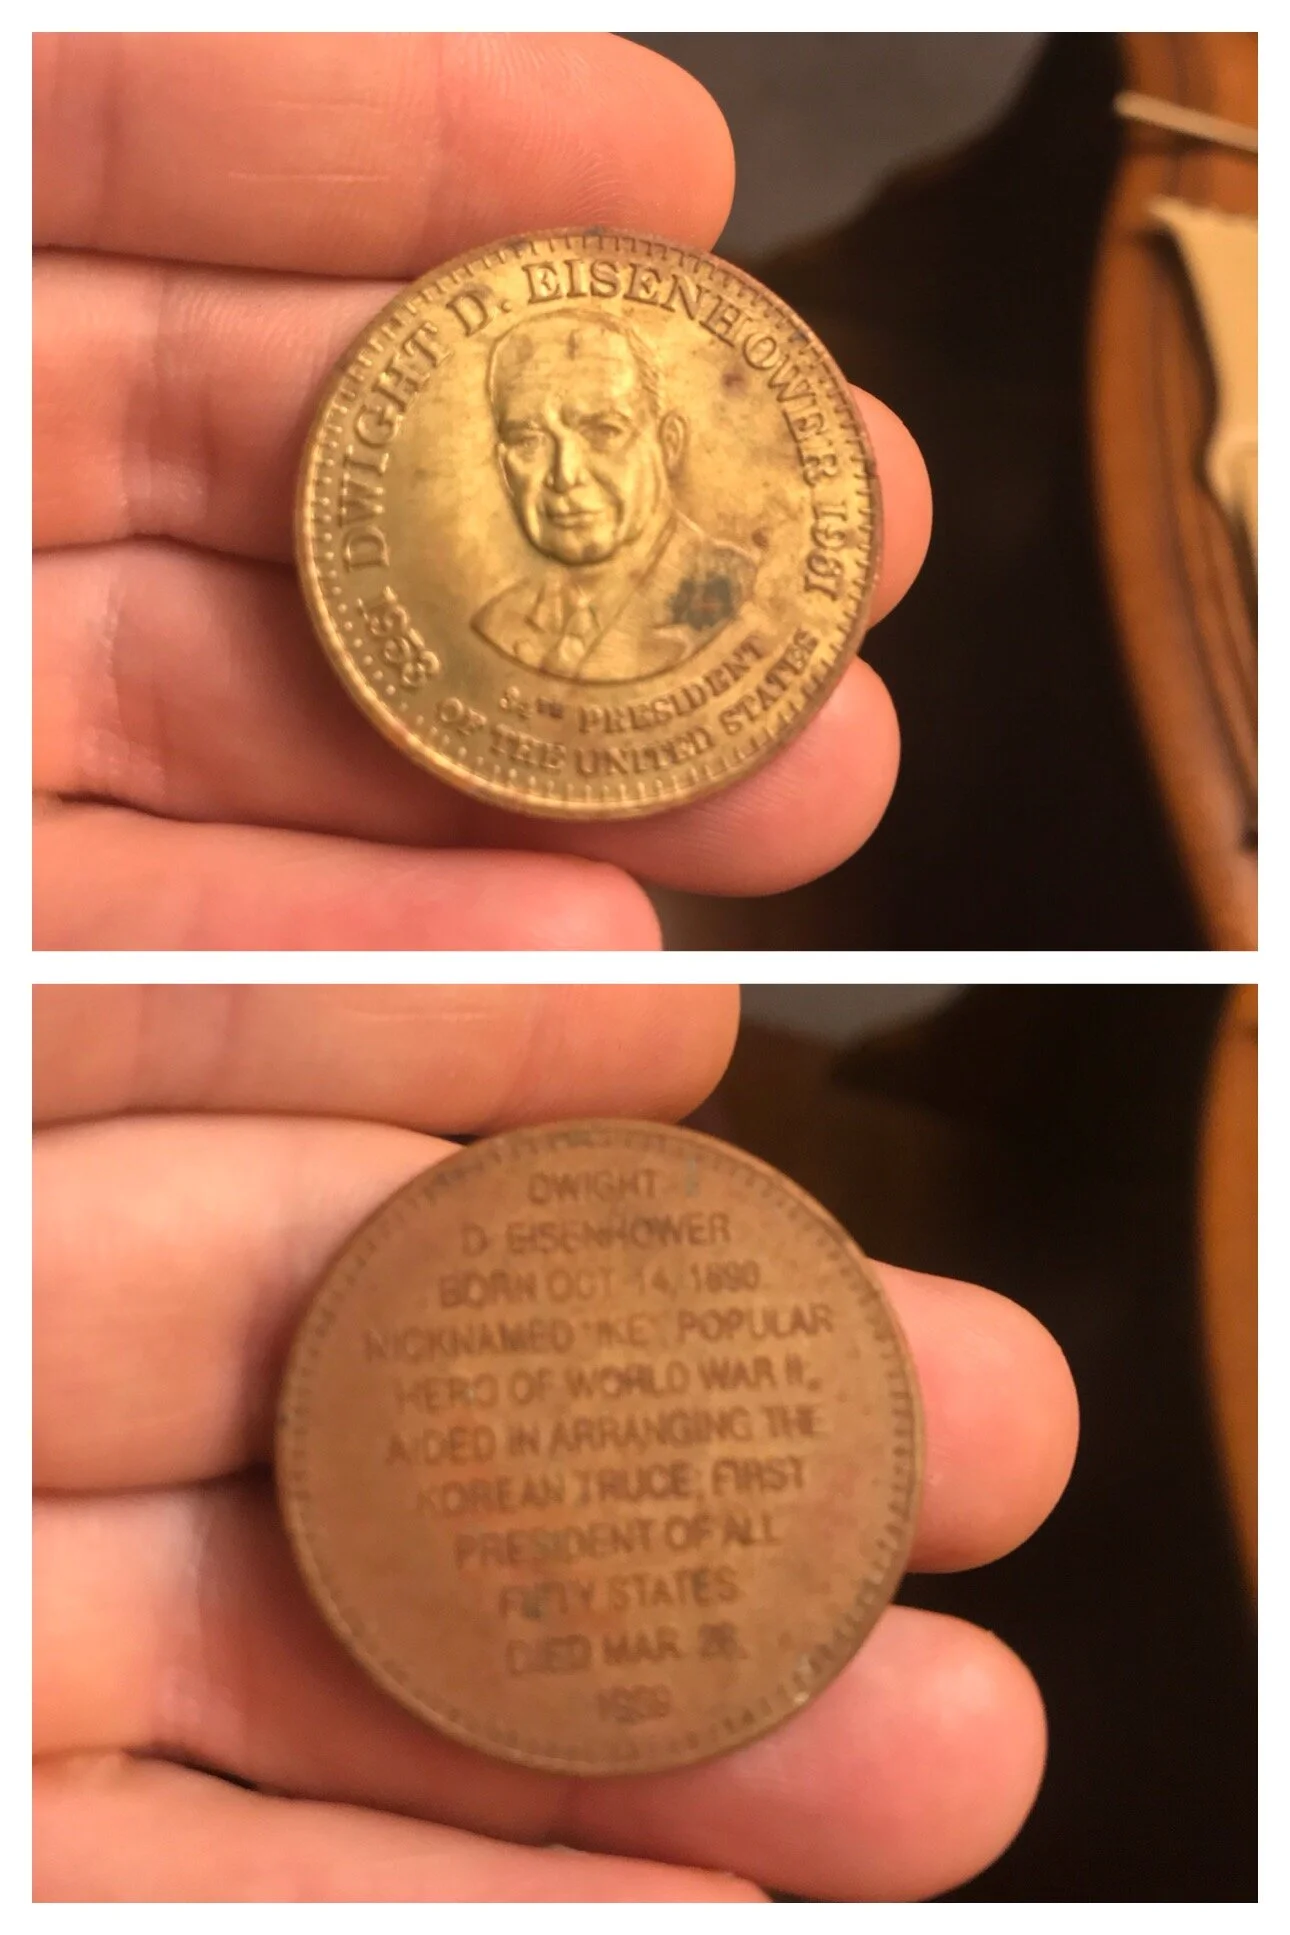 1953 DWIGHT D. EISENHOWER 1961
34TH PRESIDENT
OF THE UNITED STATES
DWIGHT
D. EISENHOWER
BORN OCT. 14, 1890
NICKNAMED "IKE", POPULAR
HERO OF WORLD WAR II,
AIDED IN ARRANGING THE
KOREAN TRUCE, FIRST
PRESIDENT OF ALL
FIFTY STATES
DIED MAR. 28,
1969